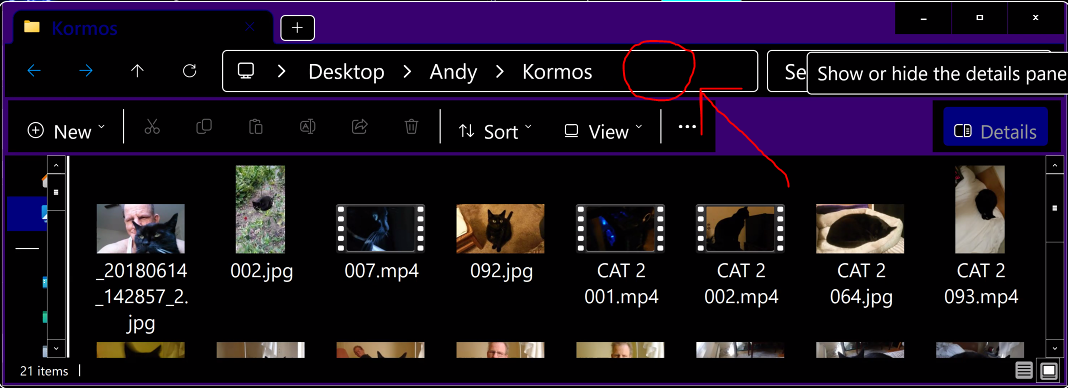 Kormos
Desktop > Andy > Kormos
Se
Show or hide the details pane
New
Sort
View
Details
_20180614
_142857_2.
jpg
002.jpg
007.mp4
092.jpg
CAT 2
001.mp4
CAT 2
002.mp4
CAT 2
064.jpg
CAT 2
093.mp4
21 items